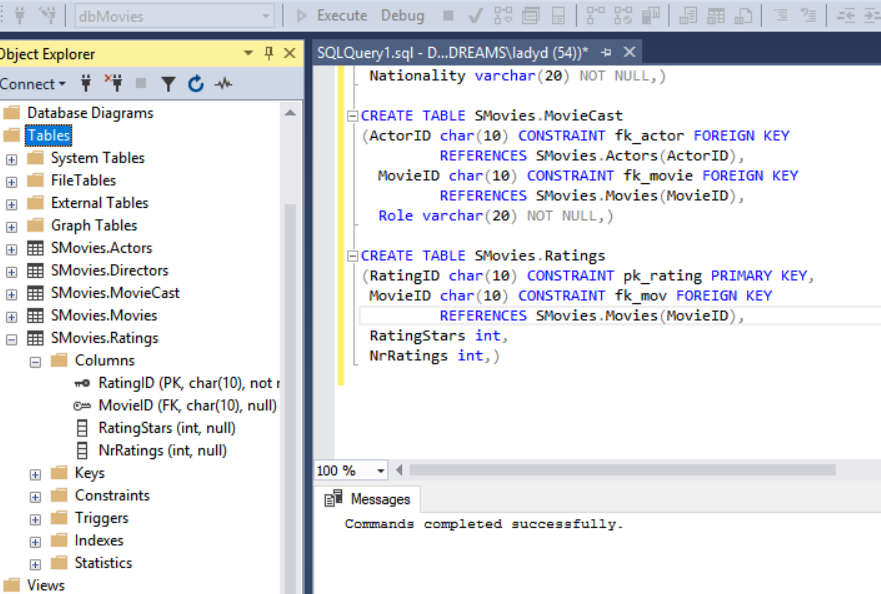 dbMovies
Execute
Debug
Object Explorer
Connect
Database Diagrams
Tables
System Tables
FileTables
External Tables
Graph Tables
SMovies.Actors
SMovies.Directors
SMovies.MovieCast
SMovies.Movies
SMovies.Ratings
Columns
RatingID (PK, char(10), not
MovieID (FK, char(10), null)
RatingStars (int, null)
NrRatings (int, null)
Keys
Constraints
Triggers
Indexes
Statistics
Views
SQLQuery1.sql - D...DREAMS\ladyd (54))*
Nationality varchar(20) NOT NULL,)
CREATE TABLE SMovies.MovieCast
(ActorID char(10) CONSTRAINT fk_actor FOREIGN KEY
REFERENCES SMovies.Actors(ActorID),
MovieID char(10) CONSTRAINT fk_movie FOREIGN KEY
REFERENCES SMovies.Movies(MovieID),
Role varchar(20) NOT NULL,)
CREATE TABLE SMovies.Ratings
(RatingID char(10) CONSTRAINT pk_rating PRIMARY KEY,
MovieID char(10) CONSTRAINT fk_mov FOREIGN KEY
REFERENCES SMovies.Movies(MovieID),
RatingStars int,
NrRatings int,)
100 %
Messages
Commands completed successfully.